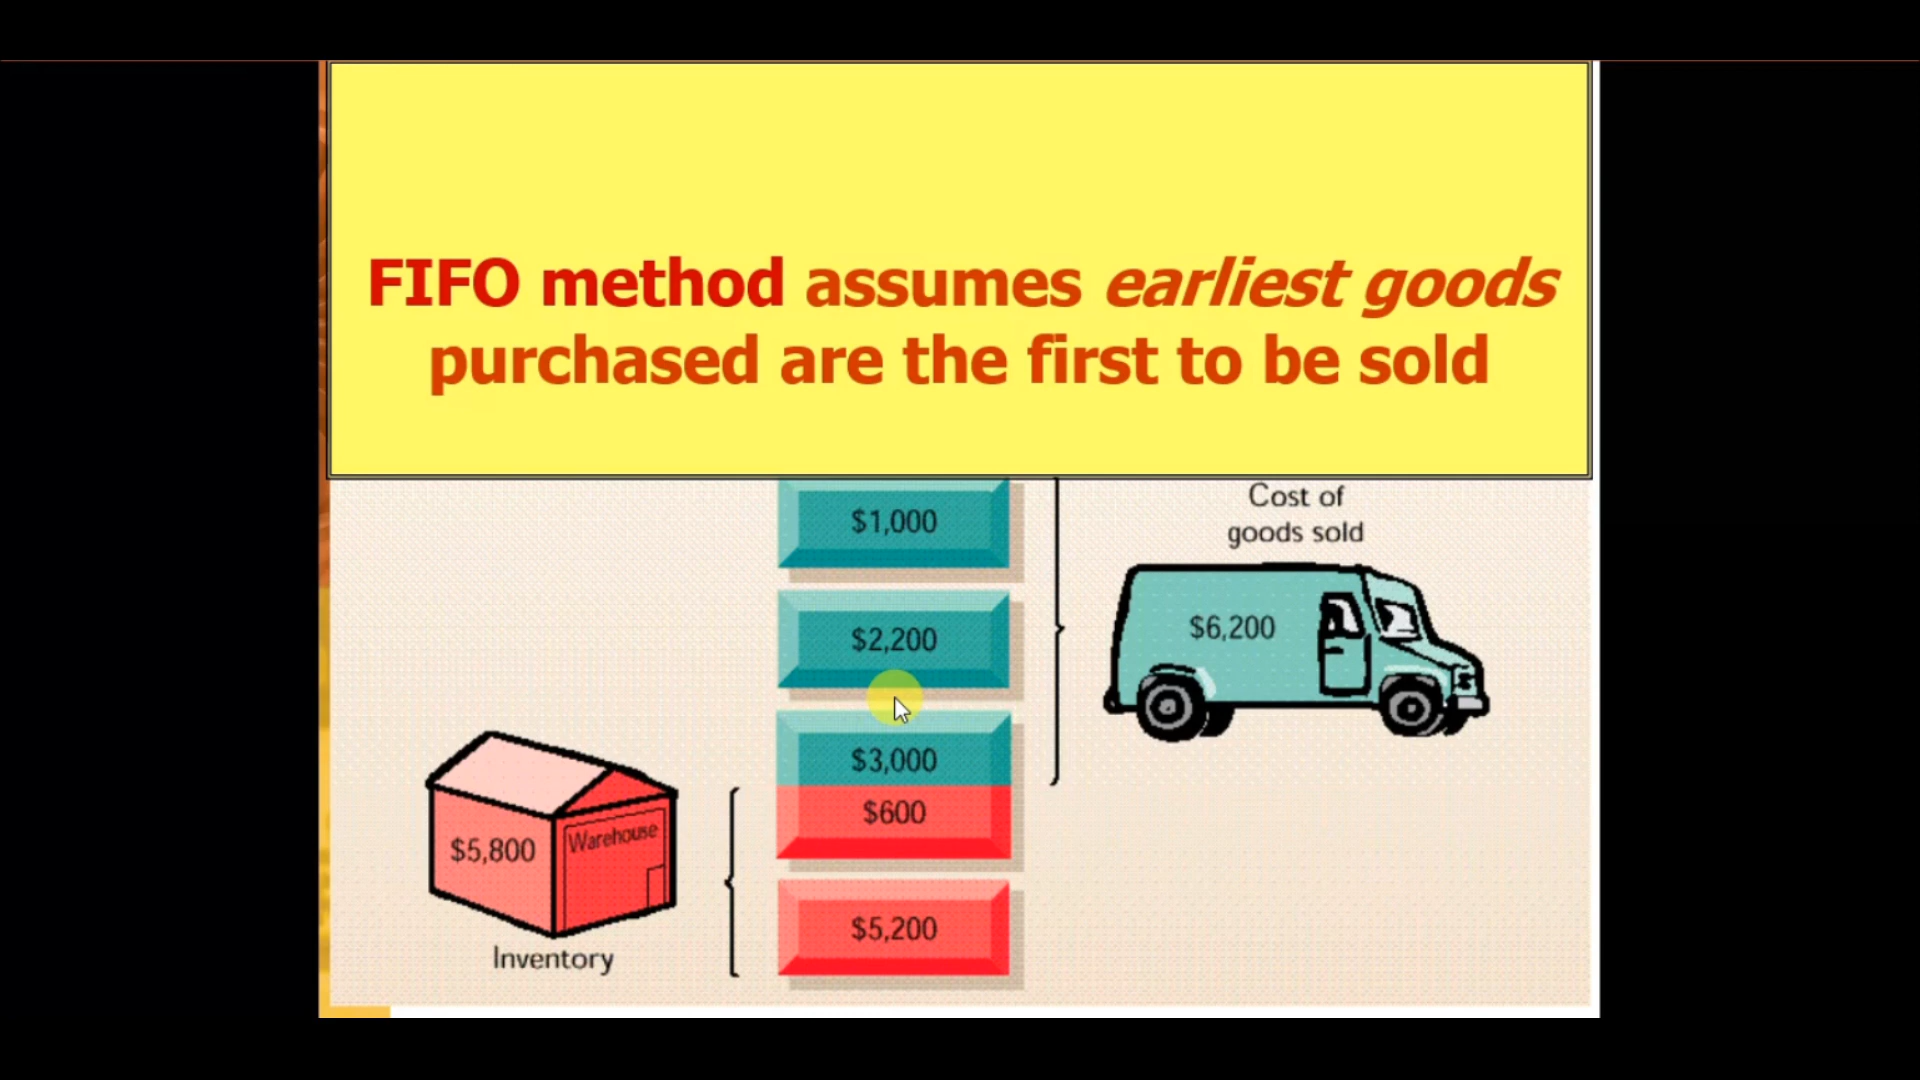 FIFO method assumes earliest goods
purchased are the first to be sold
Cost of
goods sold
$1,000
$2,200
$6,200
$3,000
$600
$5,800
Warehouse
$5,200
Inventory